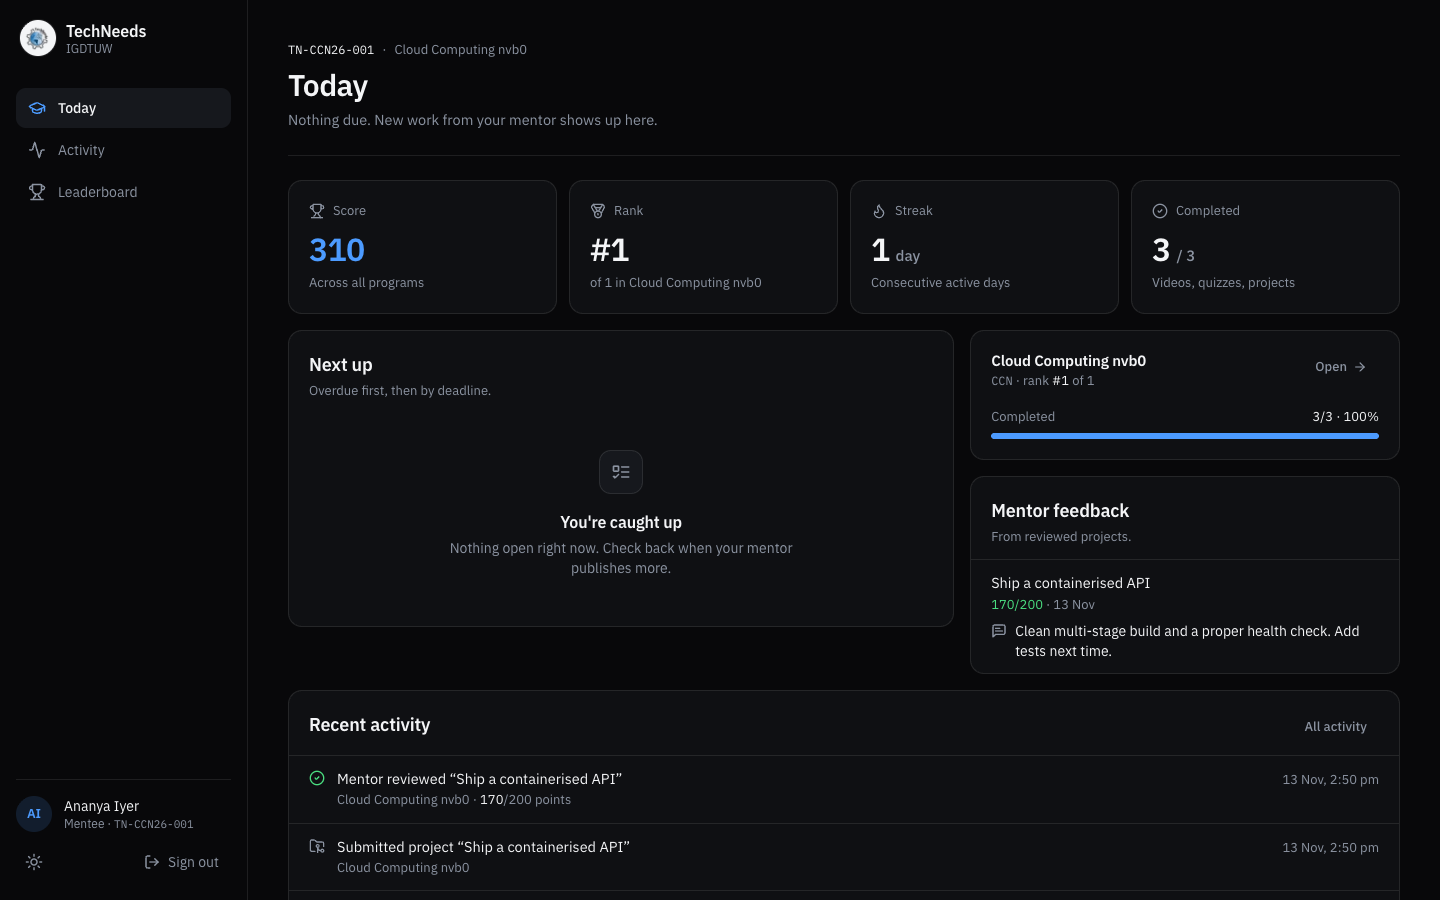 TechNeeds
IGDTUW
Today
Activity
Leaderboard
AI
Ananya Iyer
Mentee · TN-CCN26-001
Sign out
TN-CCN26-001 · Cloud Computing nvb0
Today
Nothing due. New work from your mentor shows up here.
Score
310
Across all programs
Rank
#1
of 1 in Cloud Computing nvb0
Streak
1 day
Consecutive active days
Completed
3 / 3
Videos, quizzes, projects
Next up
Overdue first, then by deadline.
You're caught up
Nothing open right now. Check back when your mentor
publishes more.
Cloud Computing nvb0
CCN · rank #1 of 1
Open →
Completed 3/3 · 100%
Mentor feedback
From reviewed projects.
Ship a containerised API
170/200 · 13 Nov
Clean multi-stage build and a proper health check. Add
tests next time.
Recent activity
All activity
Mentor reviewed “Ship a containerised API” 13 Nov, 2:50 pm
Cloud Computing nvb0 · 170/200 points
Submitted project “Ship a containerised API” 13 Nov, 2:50 pm
Cloud Computing nvb0